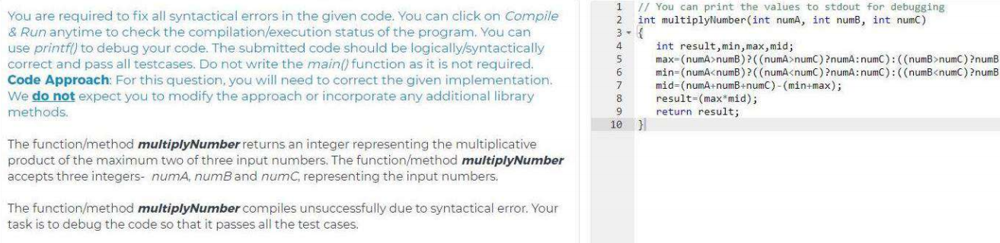 You are required to fix all syntactical errors in the given code. You can click on Compile
& Run anytime to check the compilation/execution status of the program. You can
use printf() to debug your code. The submitted code should be logically/syntactically
correct and pass all testcases. Do not write the main() function as it is not required.
Code Approach: For this question, you will need to correct the given implementation.
We do not expect you to modify the approach or incorporate any additional library
methods.
The function/method multiplyNumber returns an integer representing the multiplicative
product of the maximum two of three input numbers. The function/method multiplyNumber
accepts three integers- numA, numB and numC, representing the input numbers.
The function/method multiplyNumber compiles unsuccessfully due to syntactical error. Your
task is to debug the code so that it passes all the test cases.
1 // You can print the values to stdout for debugging
2 int multiplyNumber(int numA, int numB, int numC)
3 {
4 int result,min,max,mid;
5 max=(numA>numB)?((numA>numC)?numA:numC):((numB>numC)?numB
6 min=(numA<numB)?((numA<numC)?numA:numC):((numB<numC)?numB
7 mid=(numA+numB+numC)-(min+max);
8 result=(max*mid);
9 return result;
10 }